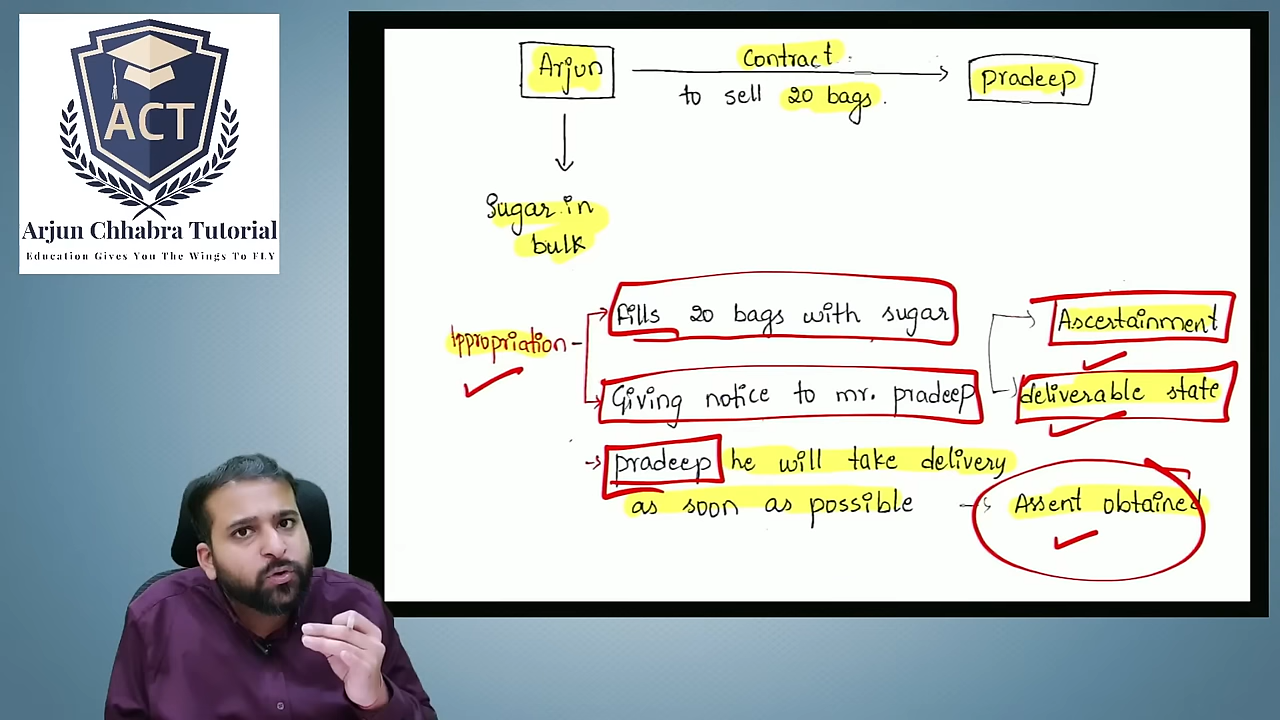 ACT
Arjun Chhabra Tutorial
Education Gives You The Wings To FLY
Arjun
Contract
to sell 20 bags.
pradeep
Sugar in
bulk
Appropriation
fills 20 bags with sugar
Giving notice to mr. pradeep
Ascertainment
deliverable state
pradeep he will take delivery
as soon as possible
Assent obtained